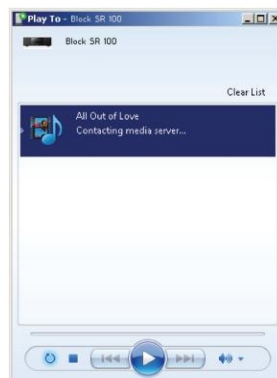 Play To - Block SR 100
Block SR 100
Clear List
All Out of Love
Contacting media server...